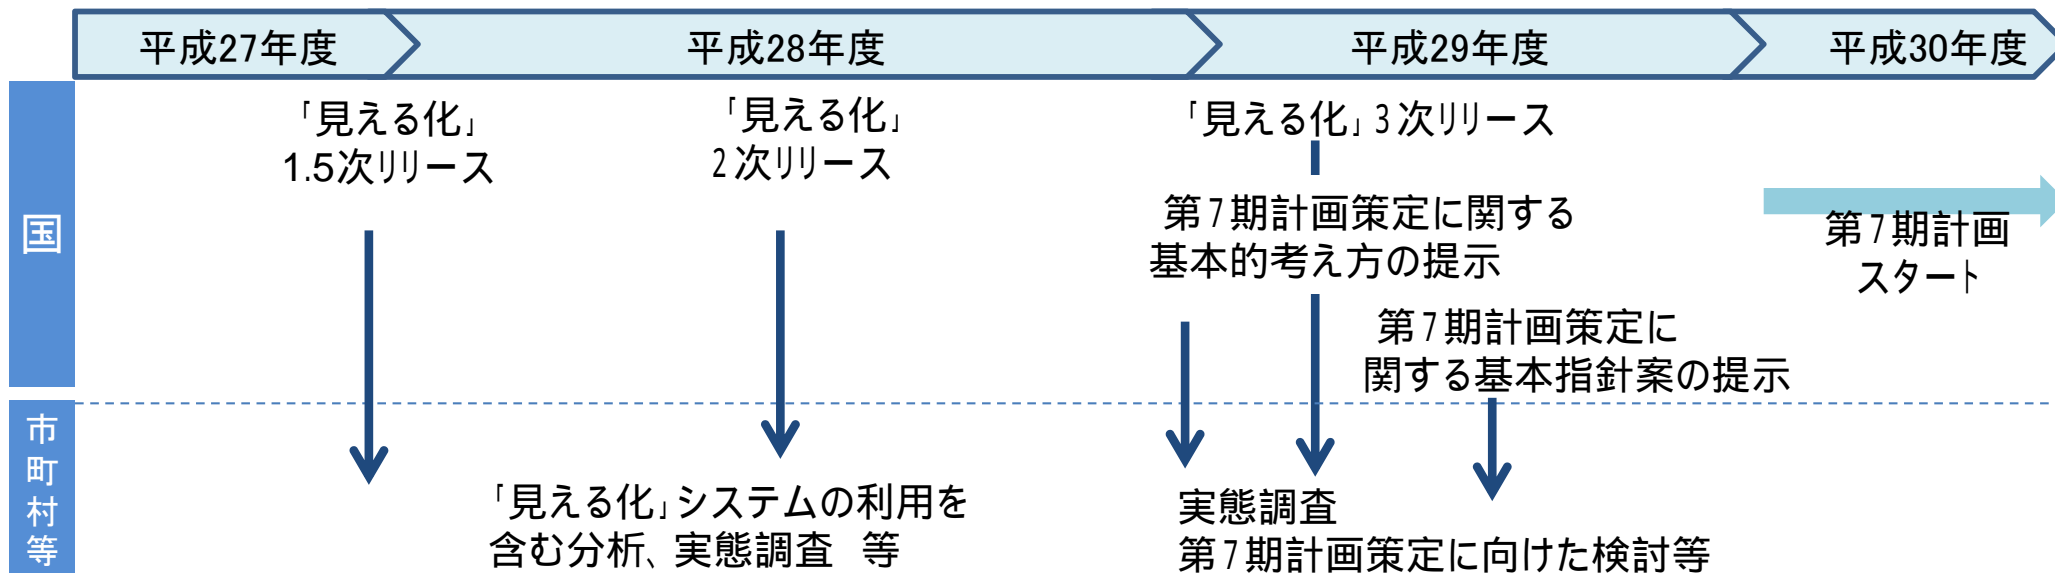 平成27年度
平成28年度
平成29年度
平成30年度
国
「見える化」
1.5次リリース
「見える化」
2次リリース
「見える化」3次リリース
第7期計画策定に関する
基本的考え方の提示
第7期計画
スタート
第7期計画策定に
関する基本指針案の提示
市町村等
「見える化」システムの利用を
含む分析、実態調査 等
実態調査
第7期計画策定に向けた検討等